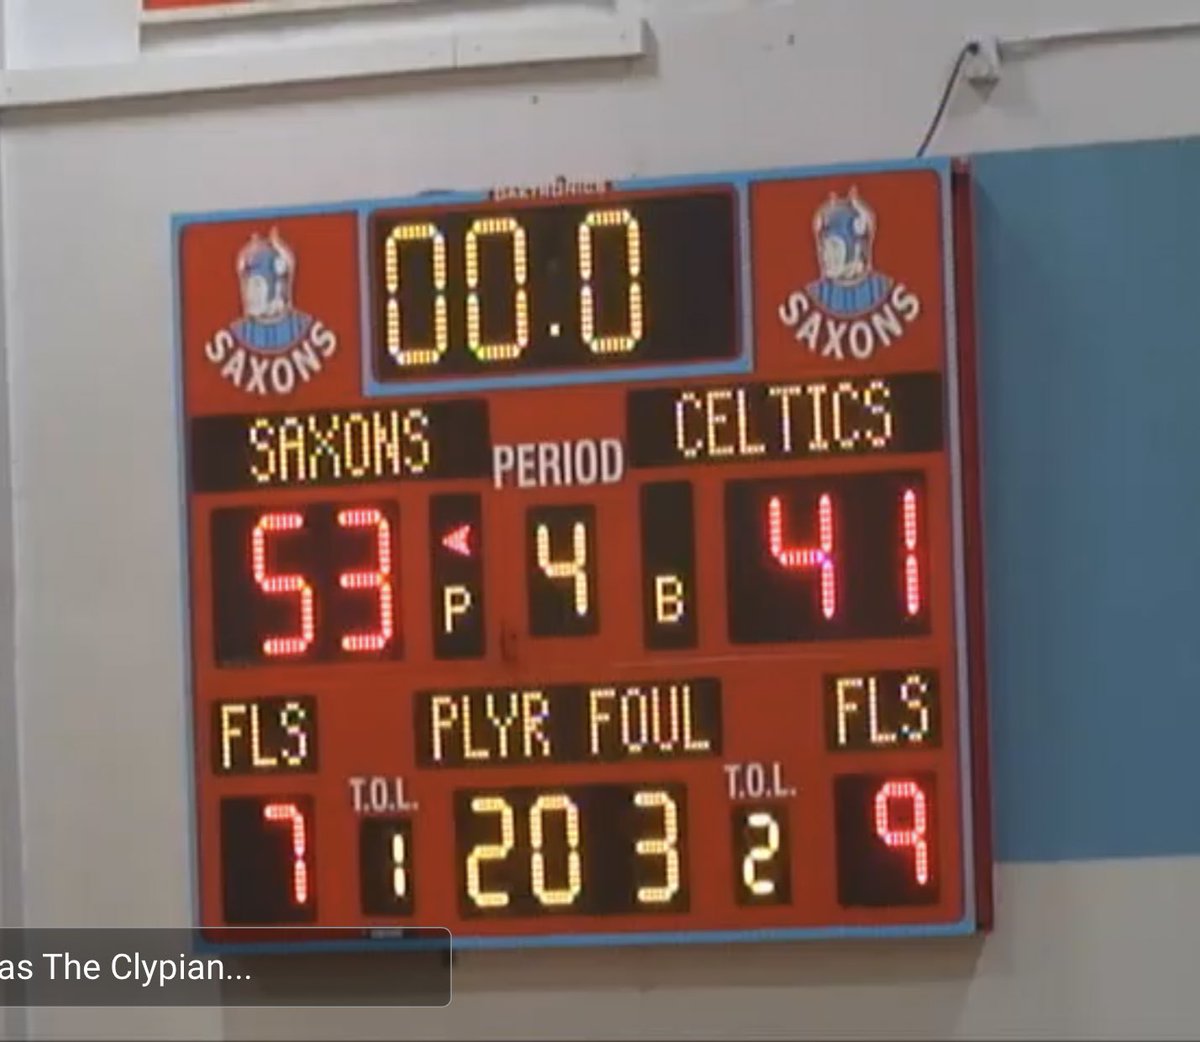 DAKTRONICS
00.0
SAXONS
SAXONS
SAXONS
CELTICS
PERIOD
53
P
4
B
41
FLS
PLYR FOUL
FLS
T.O.L.
T.O.L.
7
1
20 3
2
9
as The Clypian...